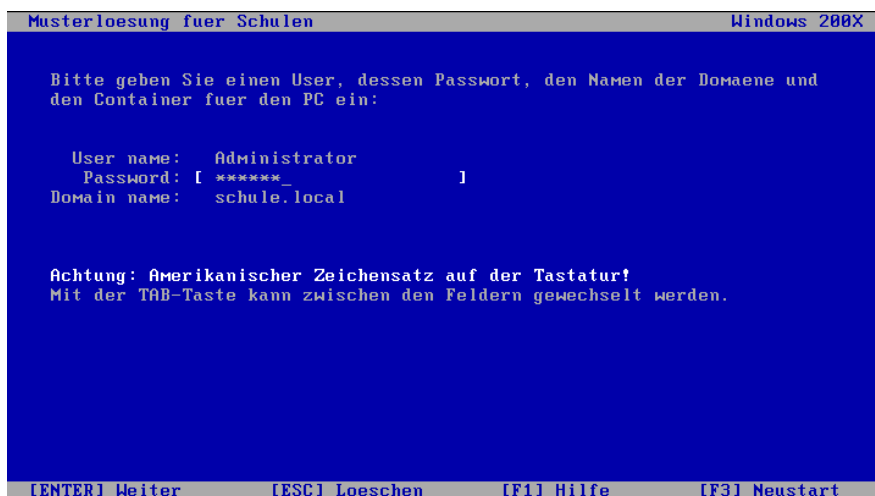 Musterloesung fuer Schulen Windows 200X
Bitte geben Sie einen User, dessen Passwort, den Namen der Domaene und
den Container fuer den PC ein:
User name: Administrator
Password: [ ******_ ]
Domain name: schule.local
Achtung: Amerikanischer Zeichensatz auf der Tastatur!
Mit der TAB-Taste kann zwischen den Feldern gewechselt werden.
[ENTER] Weiter [ESC] Loeschen [F1] Hilfe [F3] Neustart